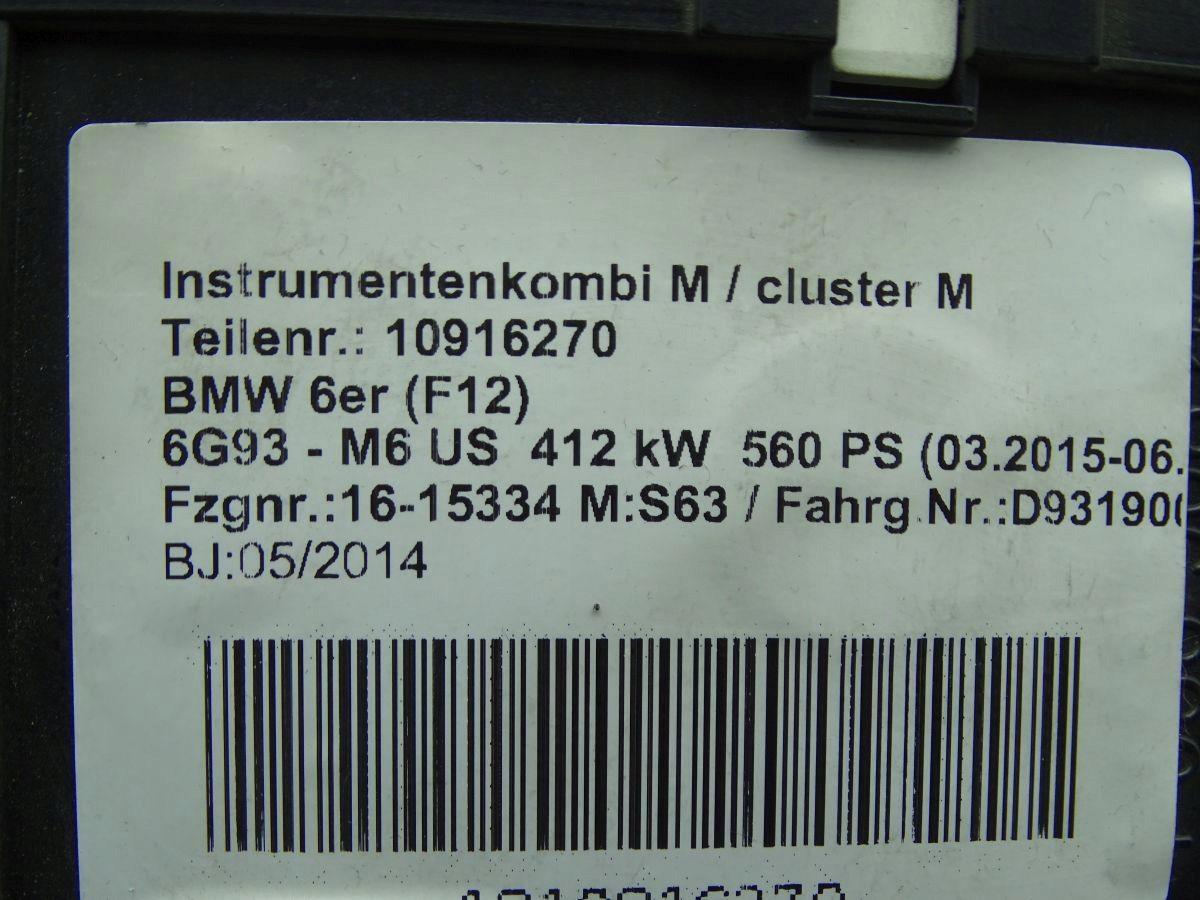 Instrumentenkombi M / cluster M
Teilenr.: 10916270
BMW 6er (F12)
6G93 - M6 US 412 kW 560 PS (03.2015-06.
Fzgnr.:16-15334 M:S63 / Fahrg.Nr.:D93190
BJ:05/2014